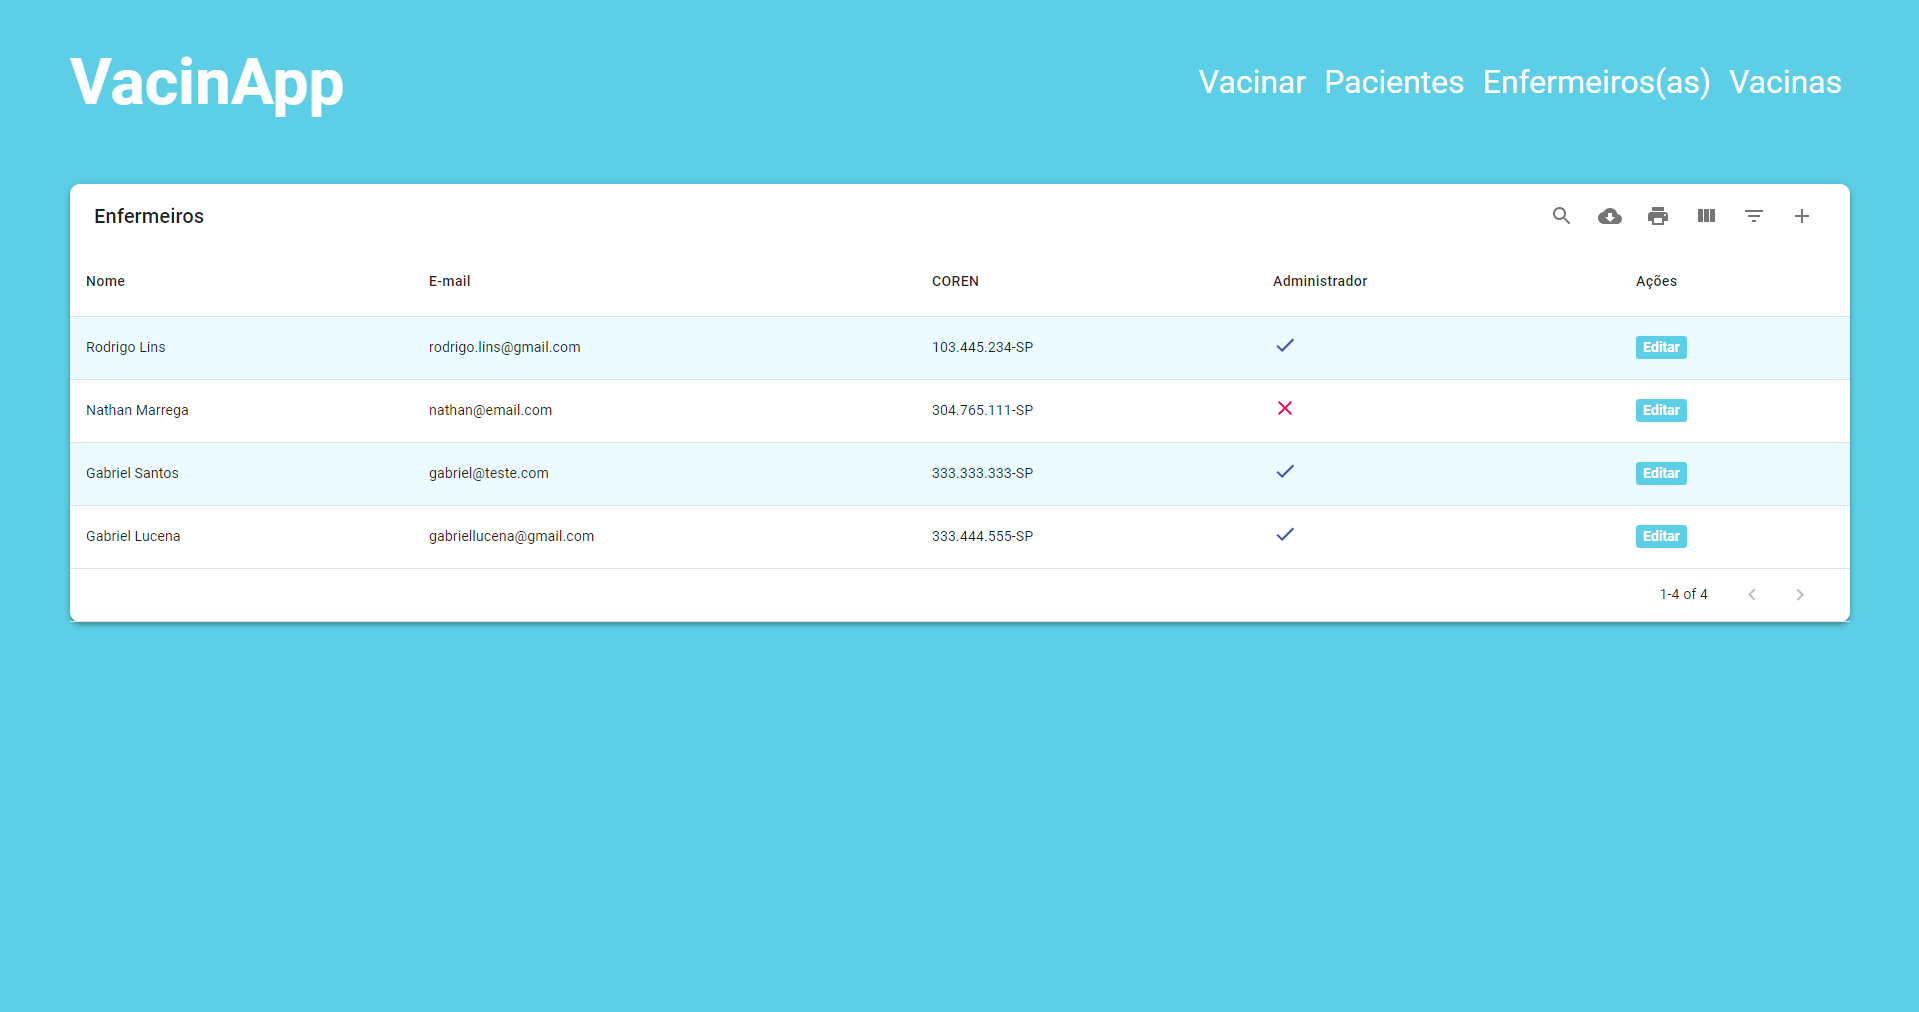 VacinApp
Vacinar Pacientes Enfermeiros(as) Vacinas
Enfermeiros
Nome E-mail COREN Administrador Ações
Rodrigo Lins rodrigo.lins@gmail.com 103.445.234-SP Editar
Nathan Marrega nathan@email.com 304.765.111-SP Editar
Gabriel Santos gabriel@teste.com 333.333.333-SP Editar
Gabriel Lucena gabriellucena@gmail.com 333.444.555-SP Editar
1-4 of 4